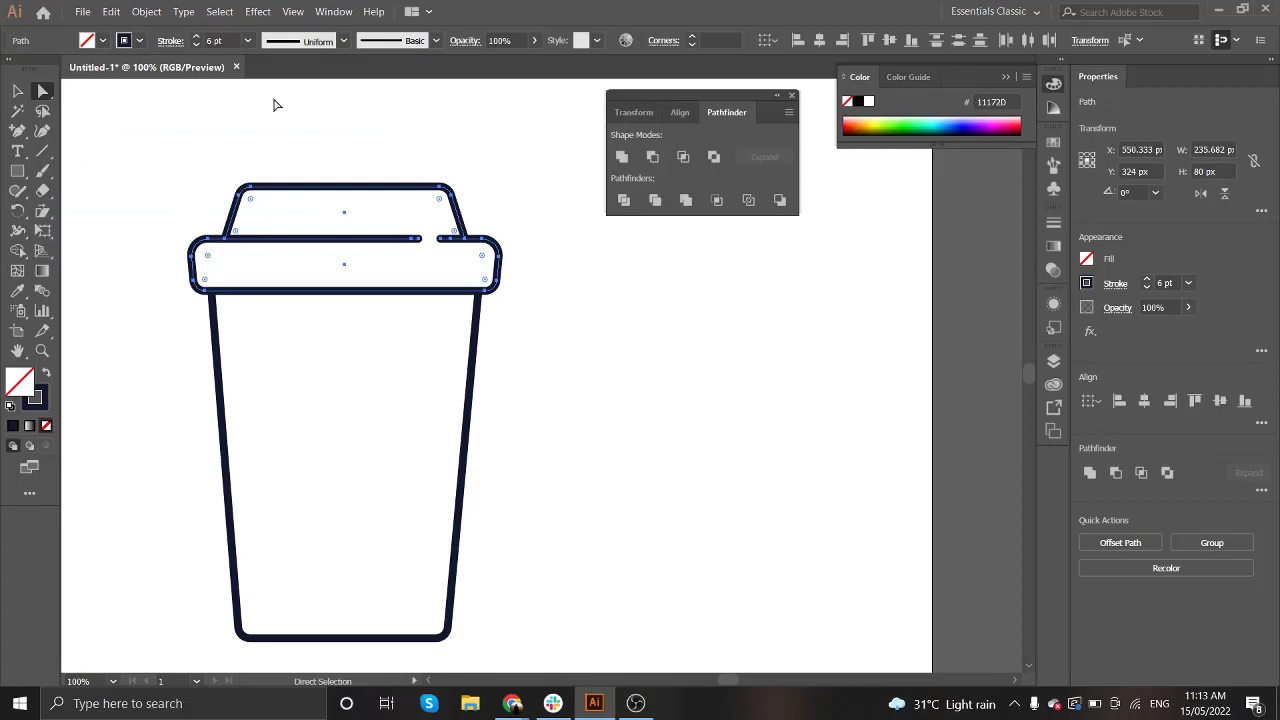 Ai File Edit Object Type Select Effect View Window Help Essentials Classic Search Adobe Stock
Path Stroke: 6 pt Uniform Basic Opacity: 100% Style: Corners:
Untitled-1* @ 100% (RGB/Preview) ×
Transform Align Pathfinder
Shape Modes:
Expand
Pathfinders:
Color Color Guide
# 11172D
Properties
Path
Transform
X: 550.333 px W: 235.682 px
Y: 324 px H: 80 px
0°
Appearance
Fill
Stroke 6 pt
Opacity 100%
fx.
Align
Pathfinder
Expand
Quick Actions
Offset Path Group
Recolor
100% 1 Direct Selection
Type here to search
31°C Light rain ENG 11:13 AM
15/05/2022